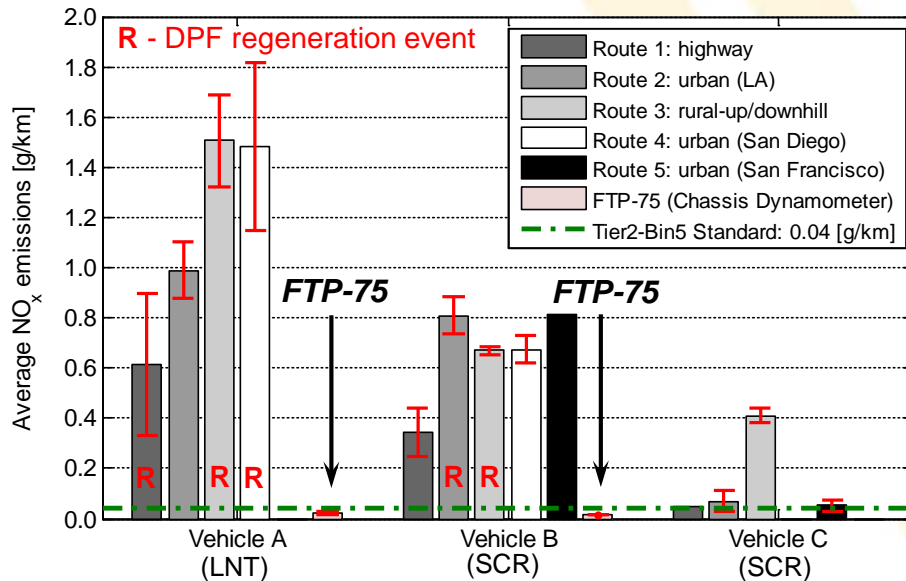 R - DPF regeneration event
Route 1: highway
Route 2: urban (LA)
Route 3: rural-up/downhill
Route 4: urban (San Diego)
Route 5: urban (San Francisco)
FTP-75 (Chassis Dynamometer)
Tier2-Bin5 Standard: 0.04 [g/km]
Average NOx emissions [g/km]
2.0
1.8
1.6
1.4
1.2
1.0
0.8
0.6
0.4
0.2
0.0
FTP-75
FTP-75
R
R
R
R
R
Vehicle A
(LNT)
Vehicle B
(SCR)
Vehicle C
(SCR)